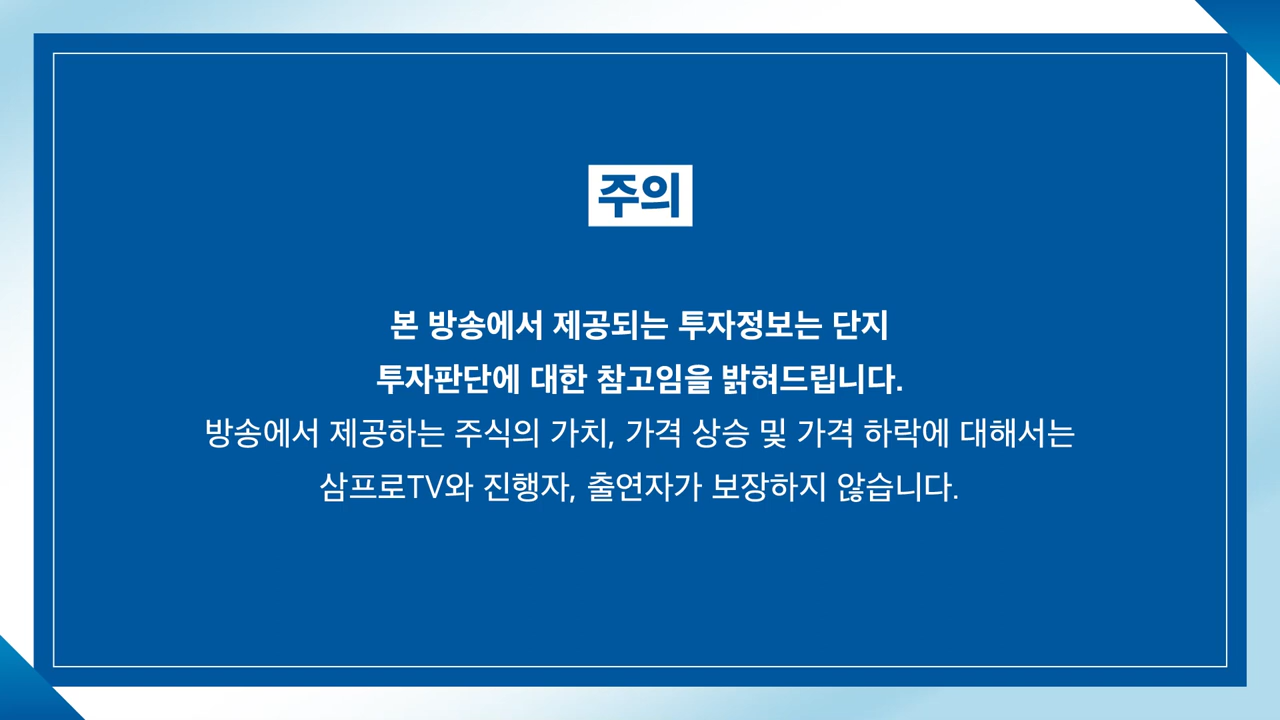 주의
본 방송에서 제공되는 투자정보는 단지
투자판단에 대한 참고임을 밝혀드립니다.
방송에서 제공하는 주식의 가치, 가격 상승 및 가격 하락에 대해서는
삼프로TV와 진행자, 출연자가 보장하지 않습니다.